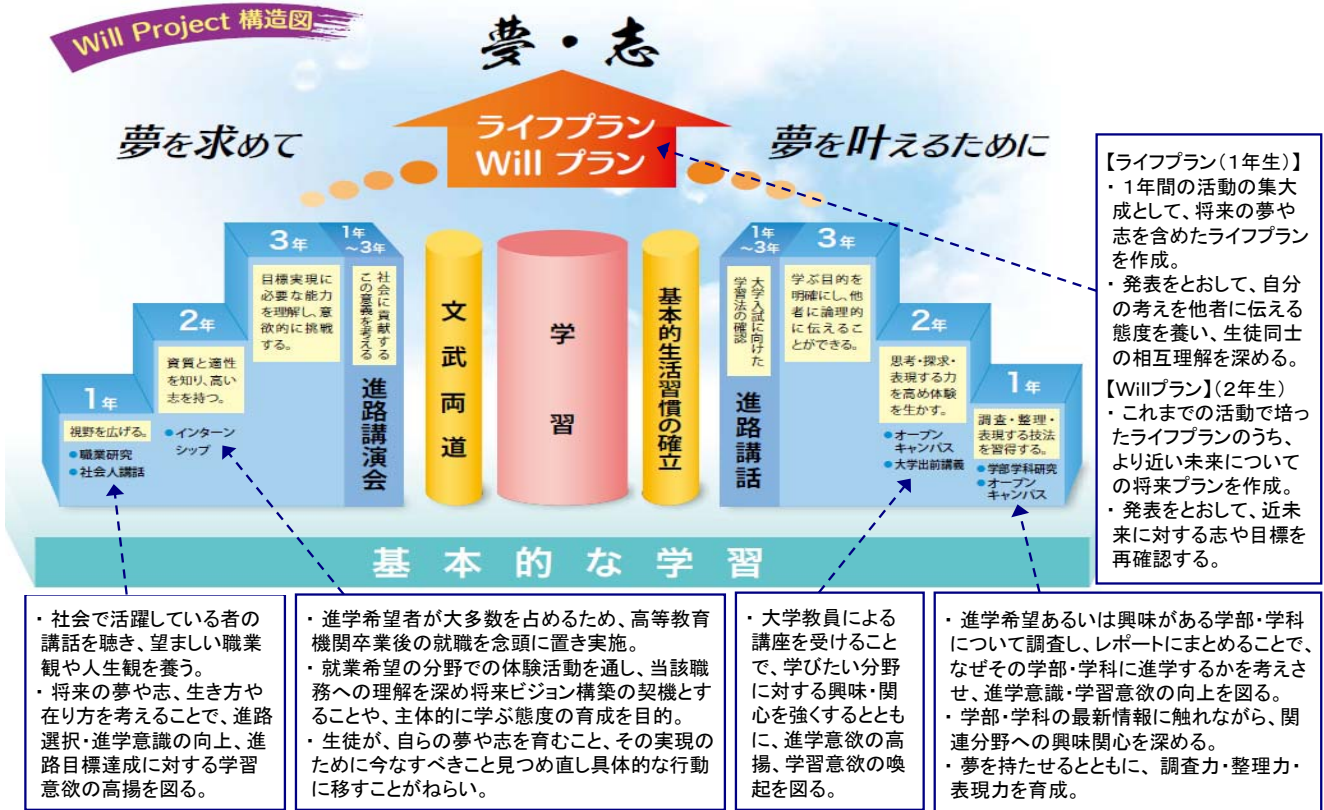 Will Project 構造図
夢・志
夢を求めて
ライフプラン
Will プラン
夢を叶えるために
3年
目標実現に
必要な能力
を理解し、意
欲的に挑戦
する。
1年
~3年
社会に貢献する
この意義を考える
進路講演会
2年
資質と適性
を知り、高い
志を持つ。
●インターン
シップ
1年
視野を広げる。
●職業研究
●社会人講話
文武両道
学習
基本的生活習慣の確立
1年
~3年
大学入試に向けた
学習法の確認
進路講話
3年
学ぶ目的を
明確にし、他
者に論理的
に伝えるこ
とができる。
2年
思考・探求・
表現する力
を高め体験
を生かす。
●オープン
キャンパス
●大学出前講義
1年
調査・整理・
表現する技法
を習得する。
●学部学科研究
●オープン
キャンパス
基本的な学習
【ライフプラン(1年生)】
・1年間の活動の集大
成として、将来の夢や
志を含めたライフプラン
を作成。
・発表をとおして、自分
の考えを他者に伝える
態度を養い、生徒同士
の相互理解を深める。
【Willプラン】(2年生)
・これまでの活動で培っ
たライフプランのうち、
より近い未来について
の将来プランを作成。
・発表をとおして、近未
来に対する志や目標を
再確認する。
・社会で活躍している者の
講話を聴き、望ましい職業
観や人生観を養う。
・将来の夢や志、生き方や
在り方を考えることで、進路
選択・進学意識の向上、進
路目標達成に対する学習
意欲の高揚を図る。
・進学希望者が大多数を占めるため、高等教育
機関卒業後の就職を念頭に置き実施。
・就業希望の分野での体験活動を通し、当該職
務への理解を深め将来ビジョン構築の契機とす
ることや、主体的に学ぶ態度の育成を目的。
・生徒が、自らの夢や志を育むこと、その実現の
ために今なすべきこと見つめ直し具体的な行動
に移すことがねらい。
・大学教員による
講座を受けること
で、学びたい分野
に対する興味・関
心を強くするととも
に、進学意欲の高
揚、学習意欲の喚
起を図る。
・進学希望あるいは興味がある学部・学科
について調査し、レポートにまとめることで、
なぜその学部・学科に進学するかを考えさ
せ、進学意識・学習意欲の向上を図る。
・学部・学科の最新情報に触れながら、関
連分野への興味関心を深める。
・夢を持たせるとともに、調査力・整理力・
表現力を育成。